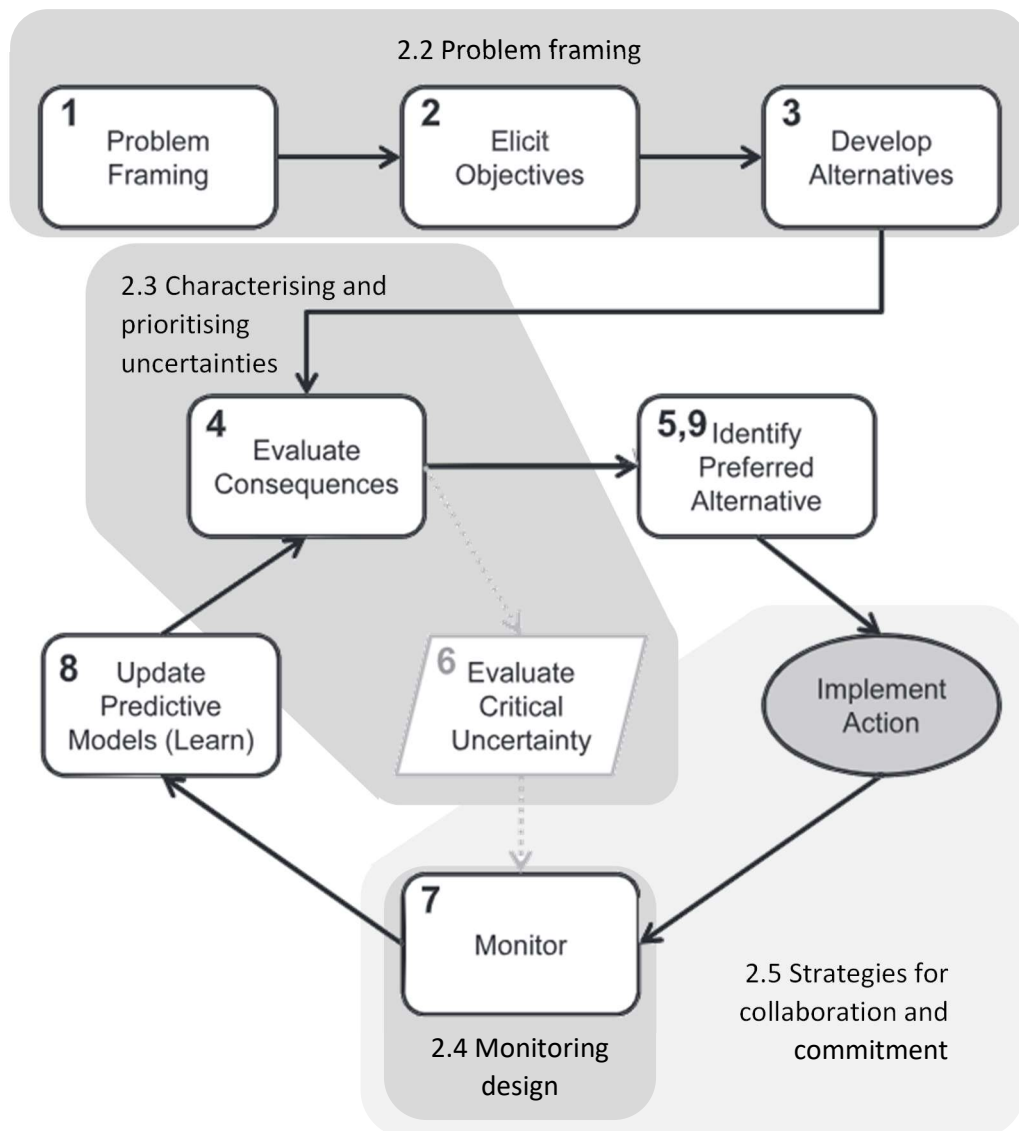 2.2 Problem framing
1
Problem
Framing
2
Elicit
Objectives
3
Develop
Alternatives
2.3 Characterising and
prioritising
uncertainties
4
Evaluate
Consequences
5,9 Identify
Preferred
Alternative
8 Update
Predictive
Models (Learn)
6 Evaluate
Critical
Uncertainty
Implement
Action
7
Monitor
2.4 Monitoring
design
2.5 Strategies for
collaboration and
commitment